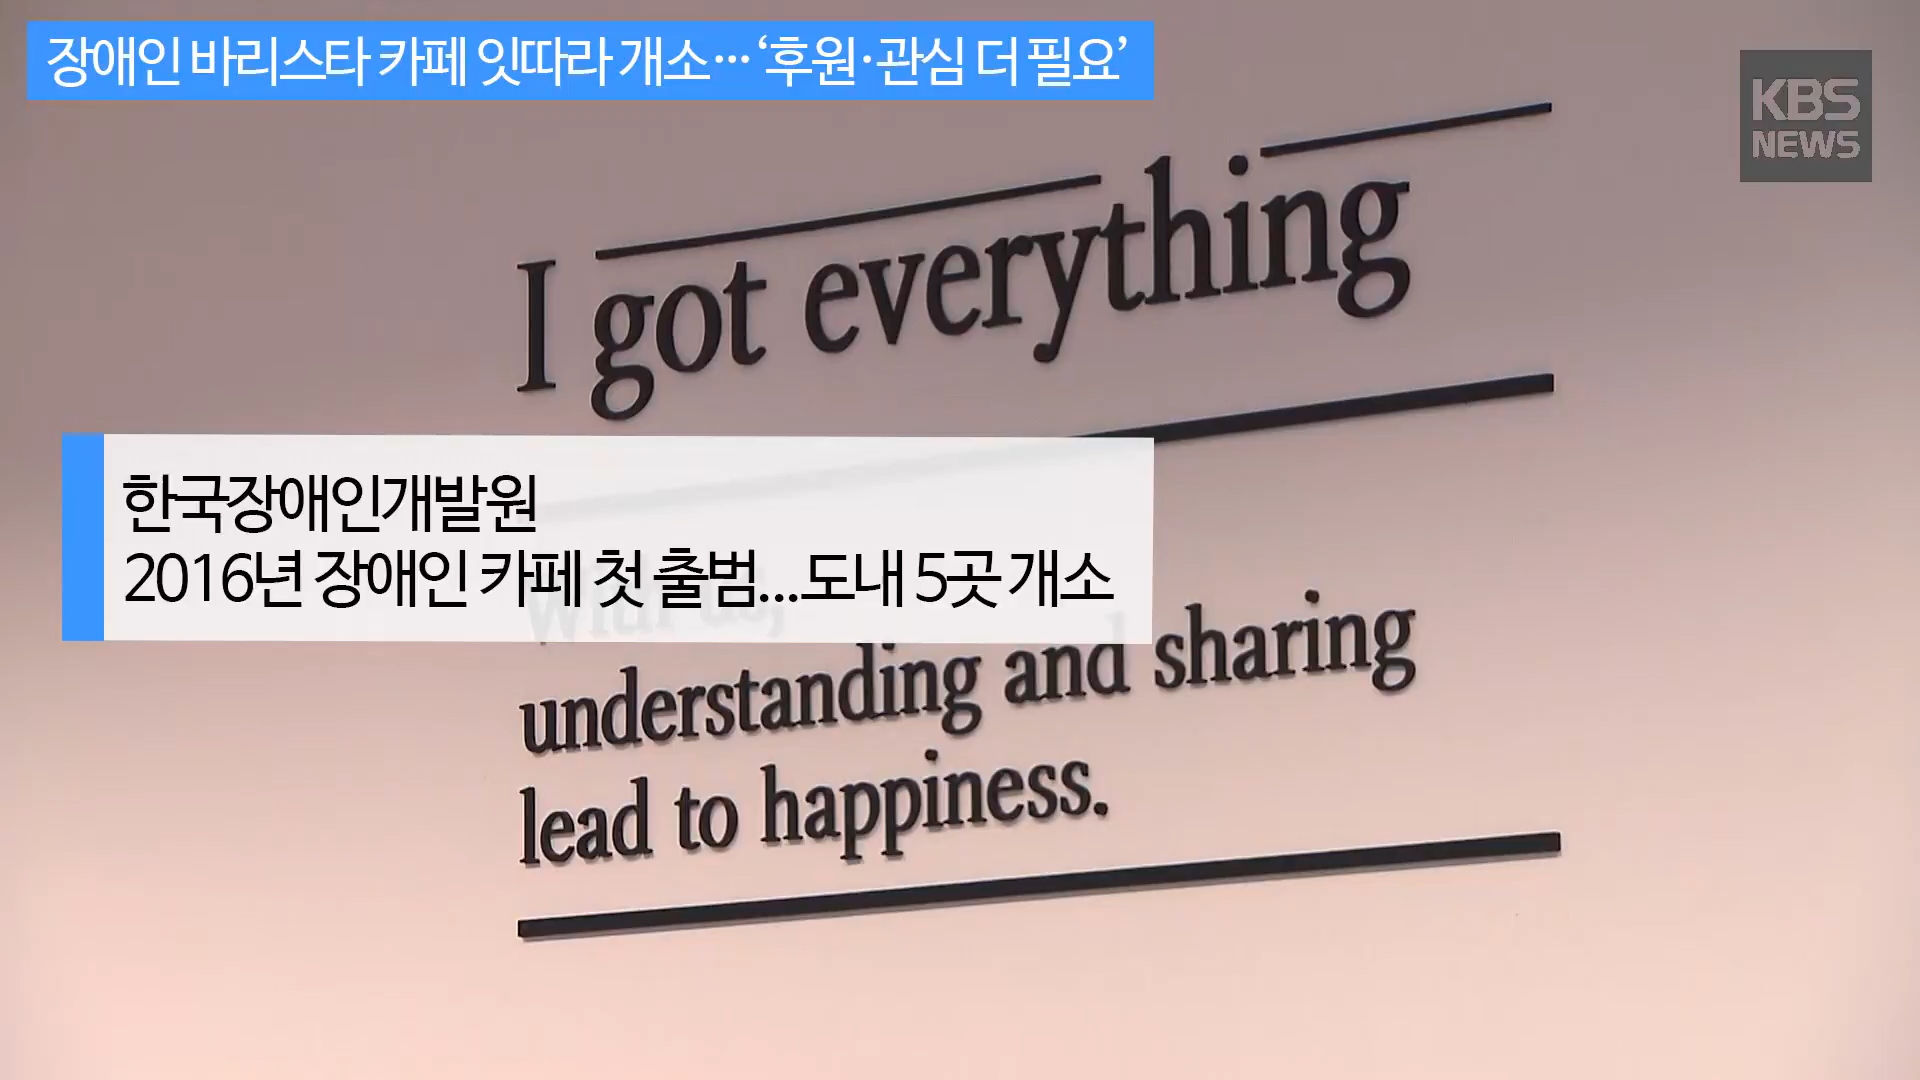 장애인 바리스타 카페 잇따라 개소…‘후원·관심 더 필요’
KBS
NEWS
I got everything
한국장애인개발원
2016년 장애인 카페 첫 출범...도내 5곳 개소
with us,
understanding and sharing
lead to happiness.